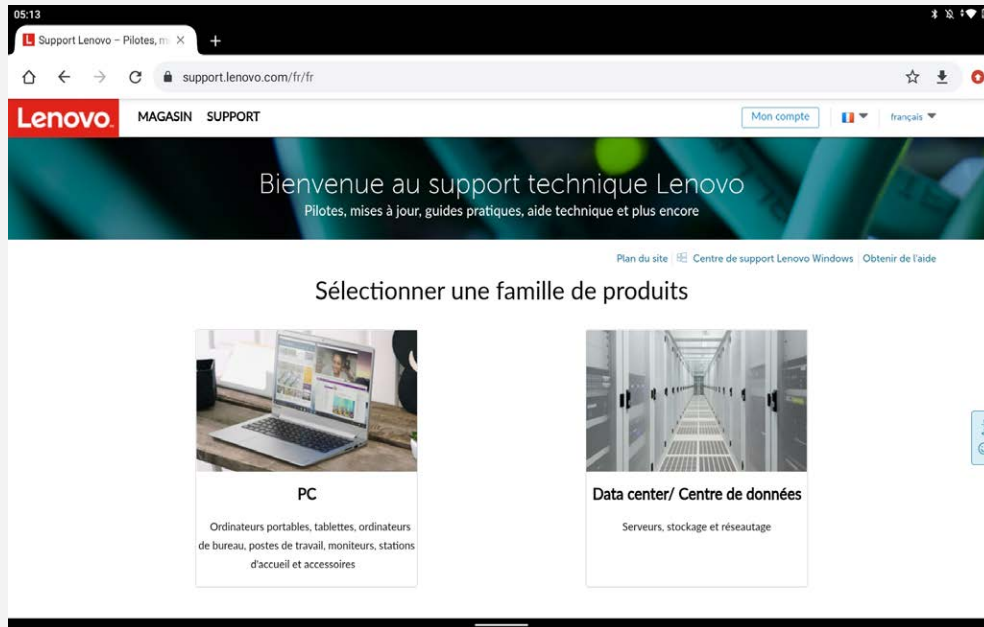 05:13
Support Lenovo – Pilotes, m
support.lenovo.com/fr/fr
Lenovo. MAGASIN SUPPORT Mon compte français
Bienvenue au support technique Lenovo
Pilotes, mises à jour, guides pratiques, aide technique et plus encore
Plan du site Centre de support Lenovo Windows Obtenir de l'aide
Sélectionner une famille de produits
PC
Ordinateurs portables, tablettes, ordinateurs
de bureau, postes de travail, moniteurs, stations
d'accueil et accessoires
Data center/ Centre de données
Serveurs, stockage et réseautage